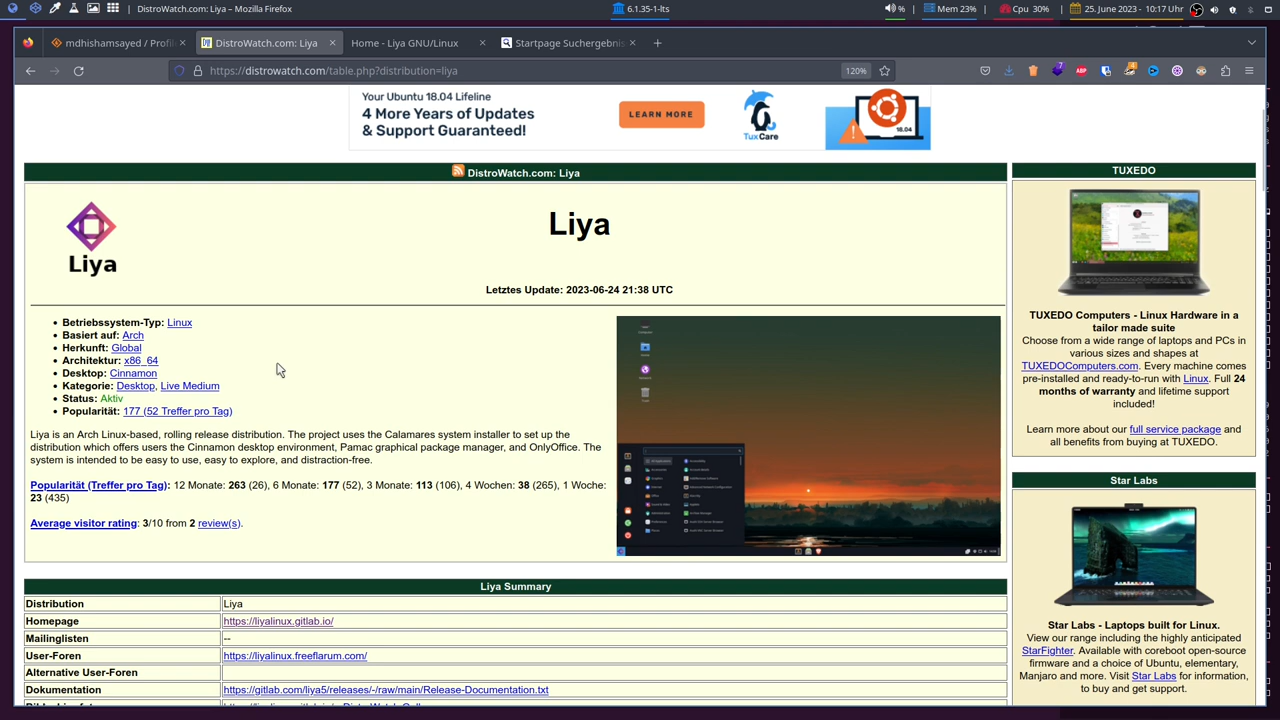 DistroWatch.com: Liya – Mozilla Firefox
6.1.35-1-lts
%
Mem 23%
Cpu 30%
25. June 2023 - 10:17 Uhr
mdhishamsayed / Profil
DistroWatch.com: Liya
Home - Liya GNU/Linux
Startpage Suchergebnis
https://distrowatch.com/table.php?distribution=liya
120%
7
ABP
Your Ubuntu 18.04 Lifeline
4 More Years of Updates
& Support Guaranteed!
LEARN MORE
TuxCare
18.04
DistroWatch.com: Liya
Liya
Liya
Letztes Update: 2023-06-24 21:38 UTC
Betriebssystem-Typ: Linux
Basiert auf: Arch
Herkunft: Global
Architektur: x86_64
Desktop: Cinnamon
Kategorie: Desktop, Live Medium
Status: Aktiv
Popularität: 177 (52 Treffer pro Tag)
Liya is an Arch Linux-based, rolling release distribution. The project uses the Calamares system installer to set up the
distribution which offers users the Cinnamon desktop environment, Pamac graphical package manager, and OnlyOffice. The
system is intended to be easy to use, easy to explore, and distraction-free.
Popularität (Treffer pro Tag): 12 Monate: 263 (26), 6 Monate: 177 (52), 3 Monate: 113 (106), 4 Wochen: 38 (265), 1 Woche:
23 (435)
Average visitor rating: 3/10 from 2 review(s).
Liya Summary
Distribution Liya
Homepage https://liyalinux.gitlab.io/
Mailinglisten --
User-Foren https://liyalinux.freeflarum.com/
Alternative User-Foren
Dokumentation https://gitlab.com/liya5/releases/-/raw/main/Release-Documentation.txt
TUXEDO
TUXEDO Computers - Linux Hardware in a
tailor made suite
Choose from a wide range of laptops and PCs in
various sizes and shapes at
TUXEDOComputers.com. Every machine comes
pre-installed and ready-to-run with Linux. Full 24
months of warranty and lifetime support
included!
Learn more about our full service package and
all benefits from buying at TUXEDO.
Star Labs
Star Labs - Laptops built for Linux.
View our range including the highly anticipated
StarFighter. Available with coreboot open-source
firmware and a choice of Ubuntu, elementary,
Manjaro and more. Visit Star Labs for information,
to buy and get support.